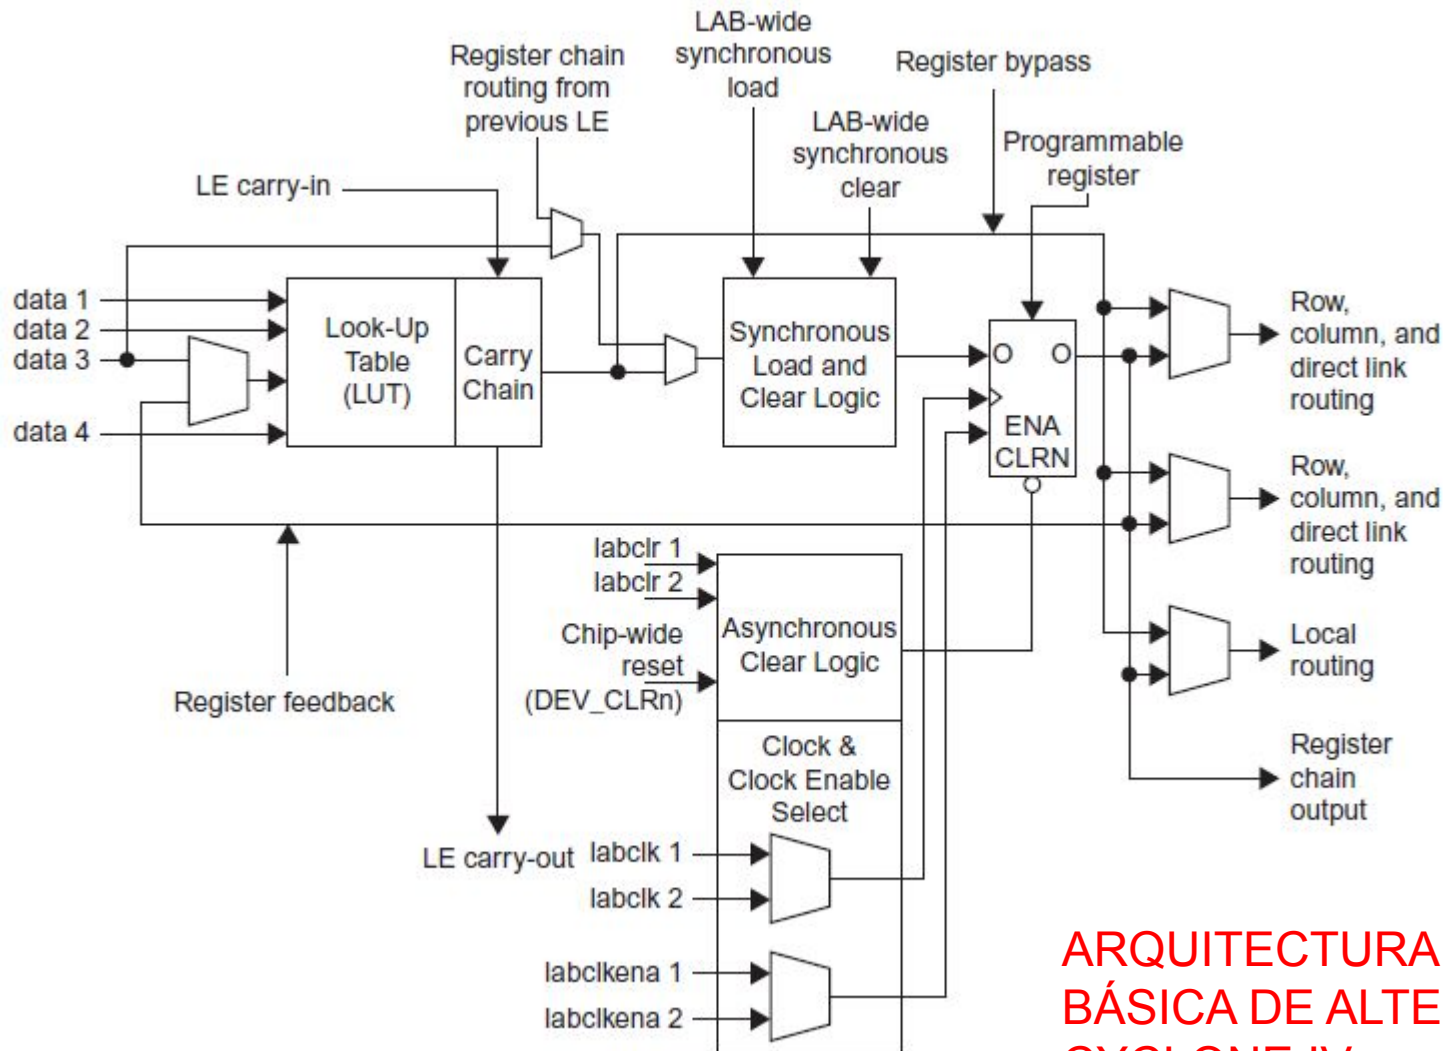 LAB-wide
synchronous
load
Register chain
routing from
previous LE
Register bypass
LAB-wide
synchronous
clear
Programmable
register
LE carry-in
data 1
data 2
data 3
data 4
Look-Up
Table
(LUT)
Carry
Chain
Synchronous
Load and
Clear Logic
ENA
CLRN
Row,
column, and
direct link
routing
Row,
column, and
direct link
routing
Local
routing
Register
chain
output
Register feedback
labclr 1
labclr 2
Chip-wide
reset
(DEV_CLRn)
Asynchronous
Clear Logic
Clock &
Clock Enable
Select
LE carry-out
labclk 1
labclk 2
labclkena 1
labclkena 2
ARQUITECTURA
BÁSICA DE ALTE
CYCLONE IV